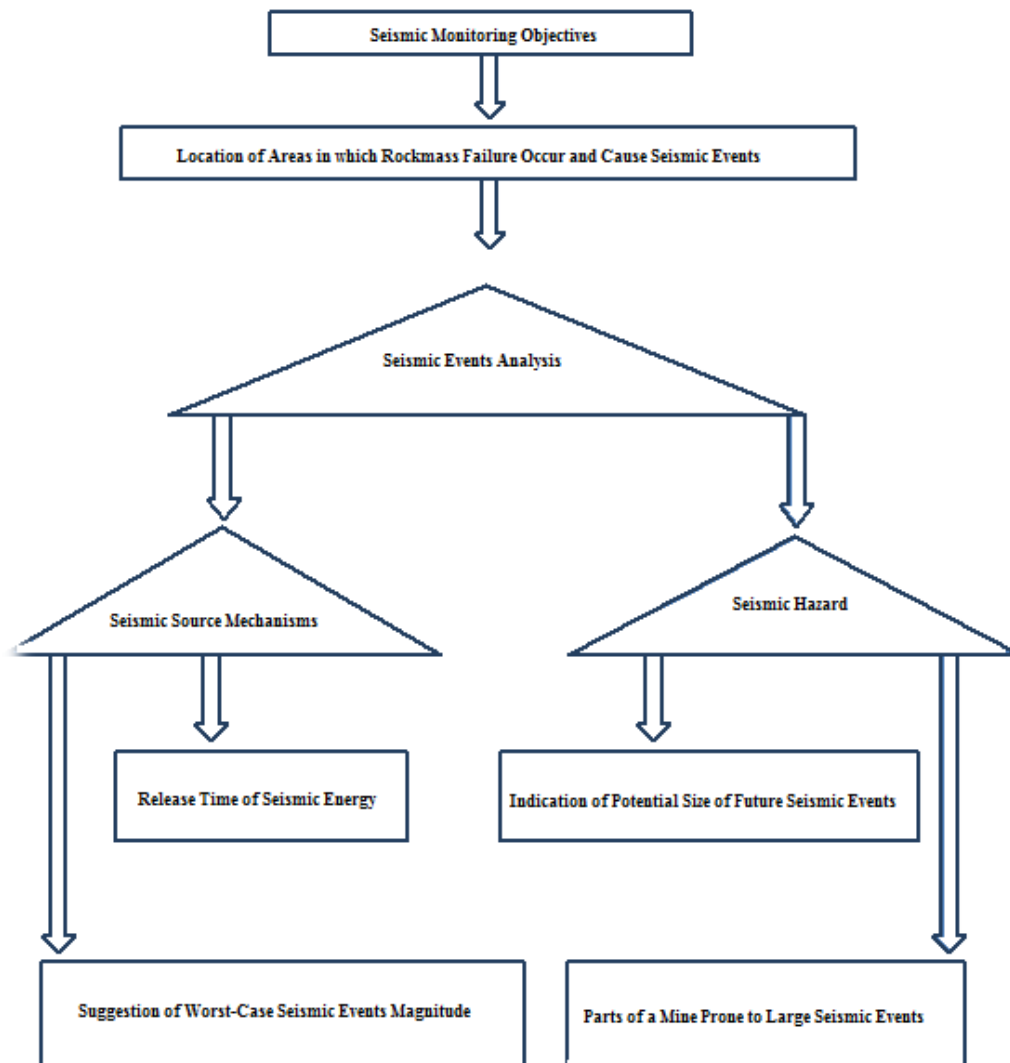 Seismic Monitoring Objectives
Location of Areas in which Rockmass Failure Occur and Cause Seismic Events
Seismic Events Analysis
Seismic Source Mechanisms
Seismic Hazard
Release Time of Seismic Energy
Indication of Potential Size of Future Seismic Events
Suggestion of Worst-Case Seismic Events Magnitude
Parts of a Mine Prone to Large Seismic Events